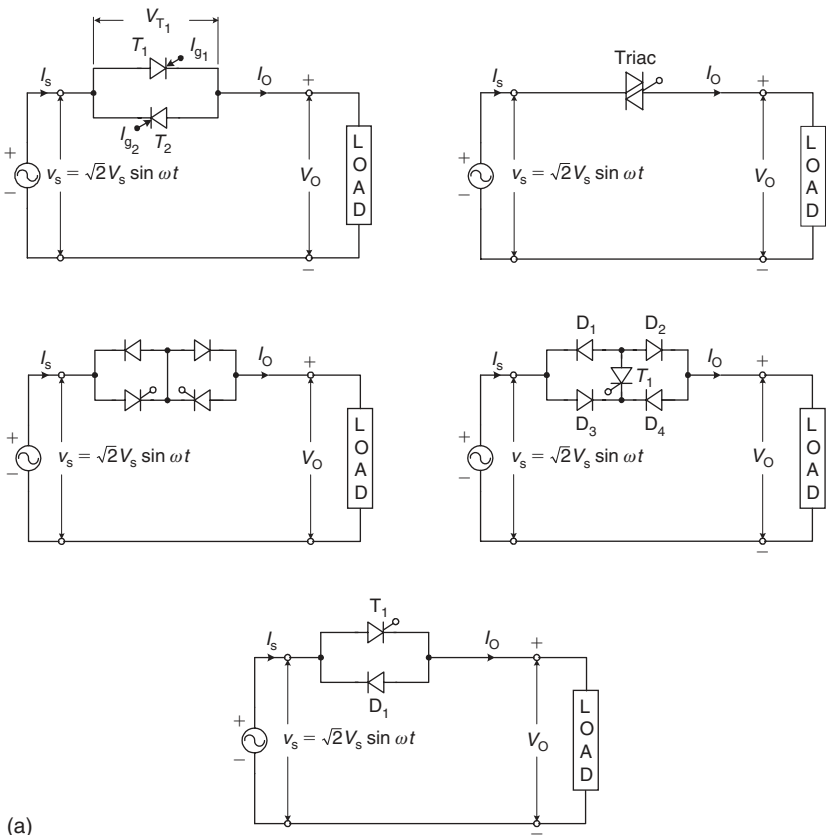 V_T₁
T₁ I_g₁
I_s I_O +
I_g₂ T₂
+
−
v_s = √2V_s sin ωt
V_O
LOAD
−
Triac
I_s I_O +
+
−
v_s = √2V_s sin ωt
V_O
LOAD
−
I_s I_O +
+
−
v_s = √2V_s sin ωt
V_O
LOAD
D₁ D₂
I_s T₁ I_O +
D₃ D₄
+
−
v_s = √2V_s sin ωt
V_O
LOAD
−
T₁
I_s I_O +
D₁
+
−
v_s = √2V_s sin ωt
V_O
LOAD
−
(a)